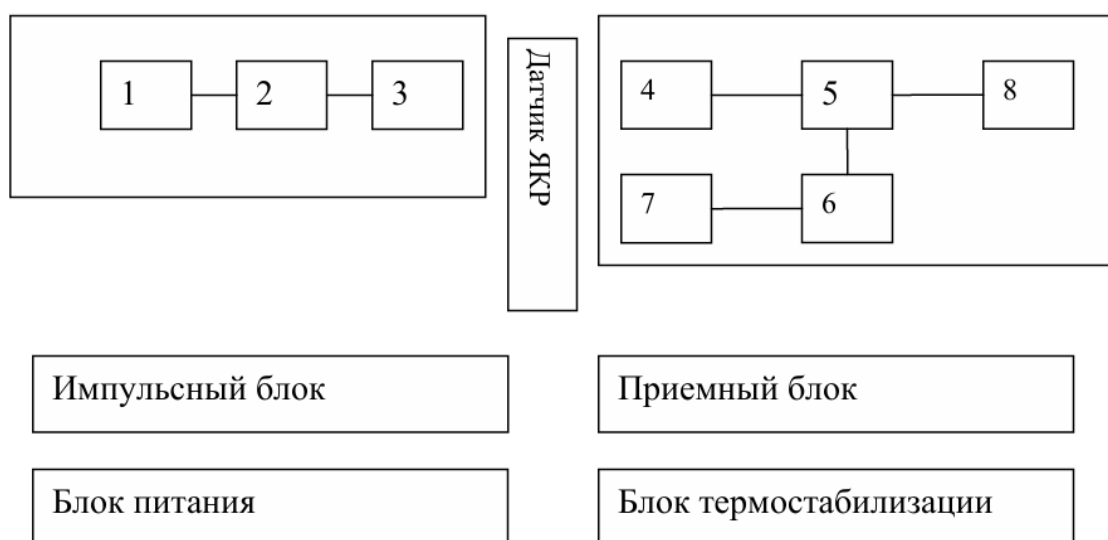 1 2 3
Датчик ЯКР
4 5 8
7 6
Импульсный блок
Приемный блок
Блок питания
Блок термостабилизации